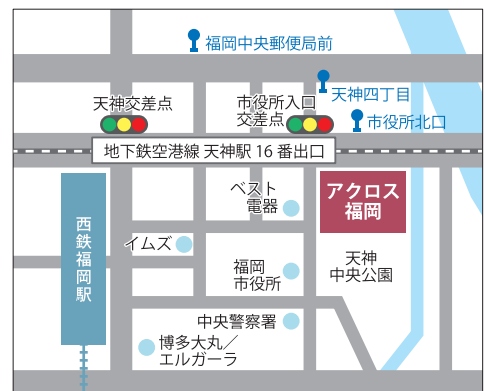 福岡中央郵便局前
天神四丁目
天神交差点
市役所入口
交差点
市役所北口
地下鉄空港線 天神駅 16 番出口
ベスト
電器
アクロス
福岡
西鉄福岡駅
イムズ
福岡
市役所
天神
中央公園
中央警察署
博多大丸／
エルガーラ